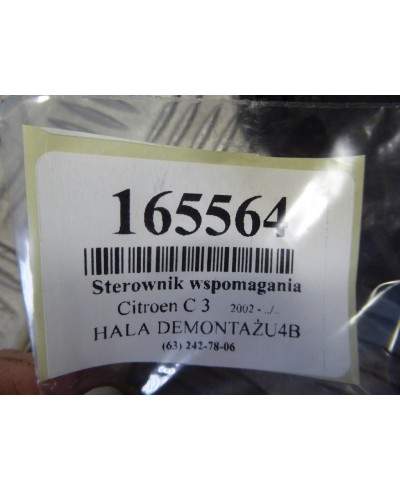 165564
Sterownik wspomagania
Citroen C 3 2002 - ../..
HALA DEMONTAŻU4B
(63) 242-78-06